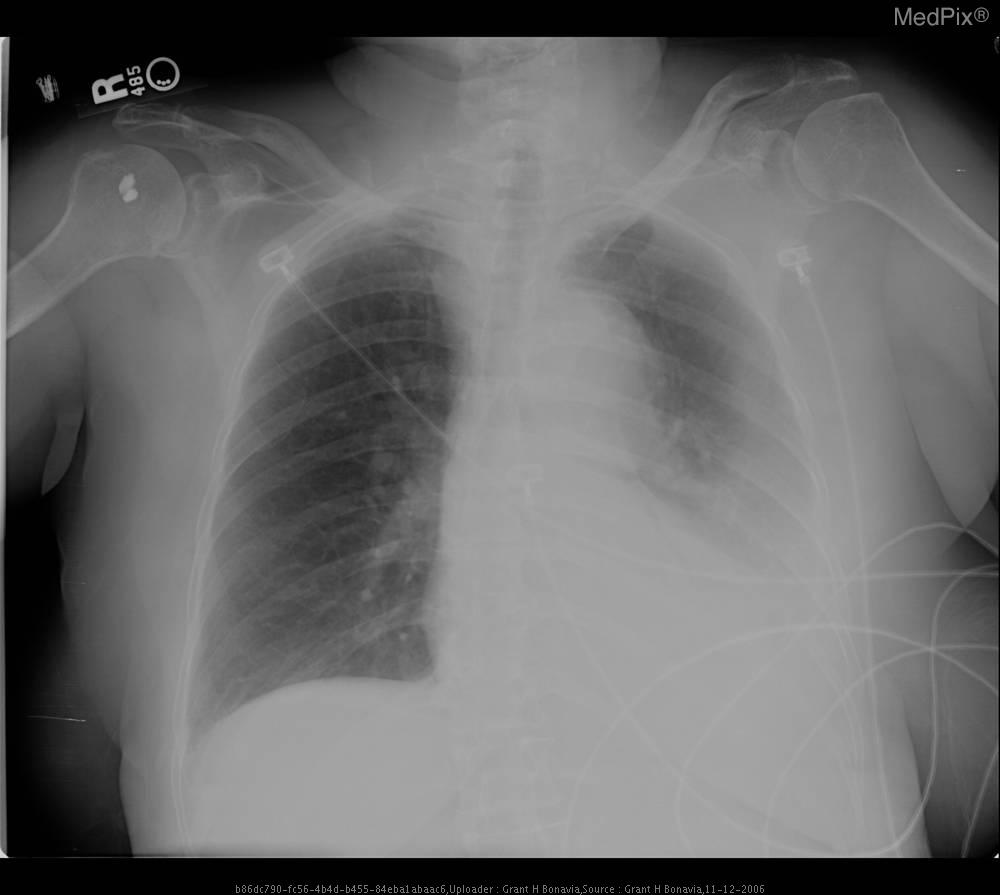 MedPix®
R
485
b86dc790-fc56-4b4d-b455-84eba1abaac6,Uploader : Grant H Bonavia,Source : Grant H Bonavia,11-12-2006